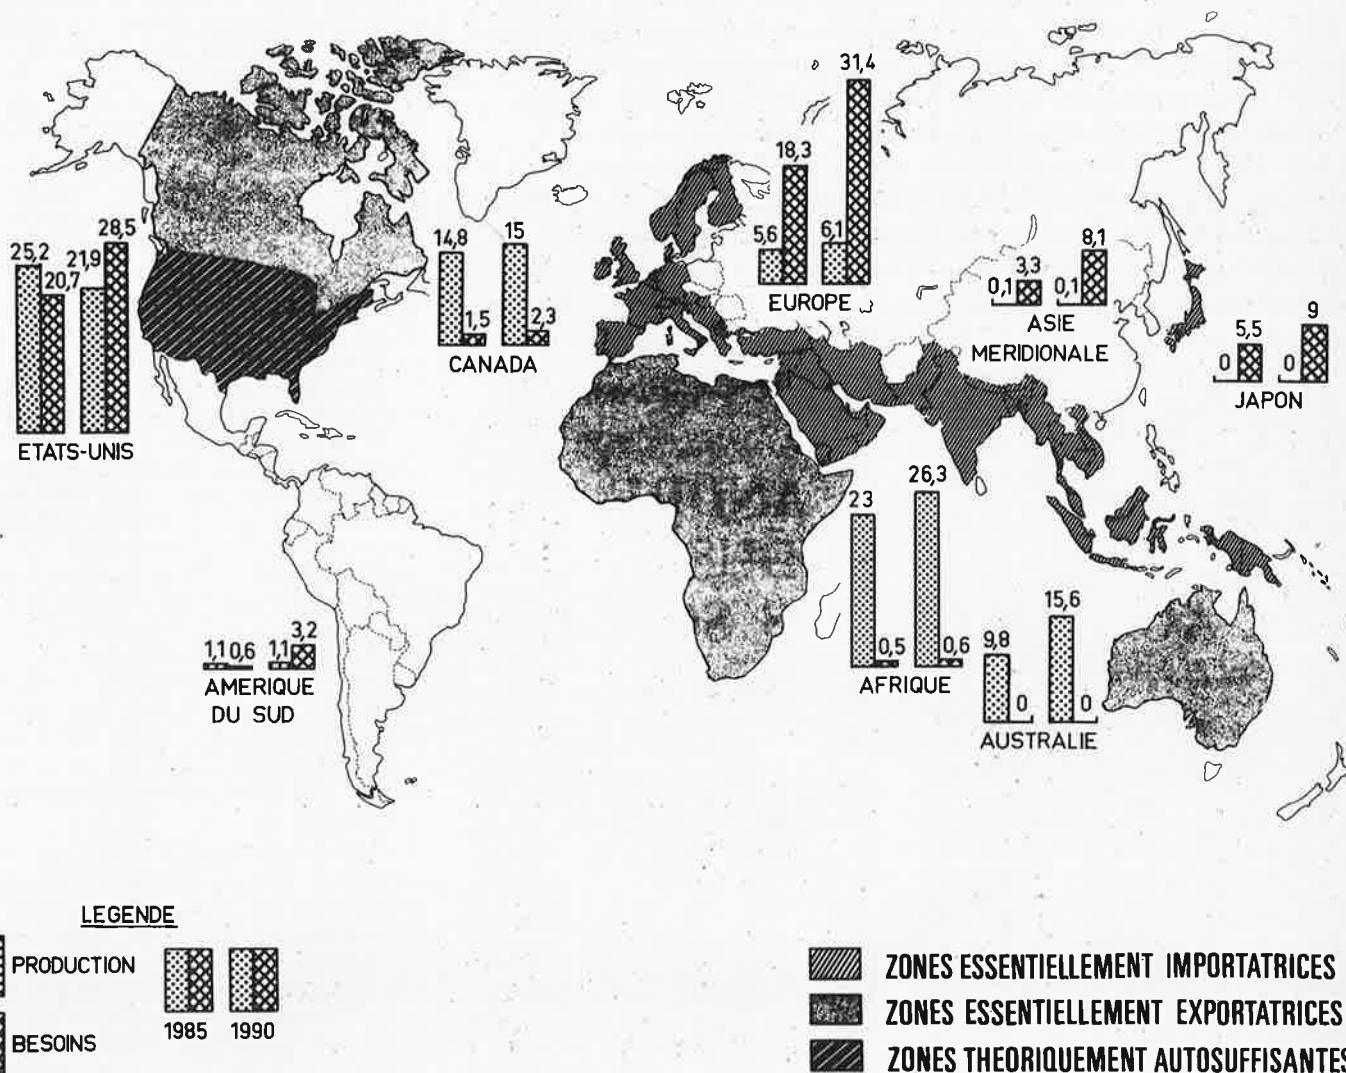 31,4
18,3
5,6
6,1
EUROPE
25,2
20,7
21,9
28,5
ETATS-UNIS
14,8
1,5
15
2,3
CANADA
0,1
3,3
0,1
8,1
ASIE
MERIDIONALE
0
5,5
0
9
JAPON
23
0,5
26,3
0,6
AFRIQUE
9,8
0
15,6
0
AUSTRALIE
1,1
0,6
1,1
3,2
AMERIQUE
DU SUD
LEGENDE
PRODUCTION
BESOINS
1985
1990
ZONES ESSENTIELLEMENT IMPORTATRICES
ZONES ESSENTIELLEMENT EXPORTATRICES
ZONES THEORIQUEMENT AUTOSUFFISANTES